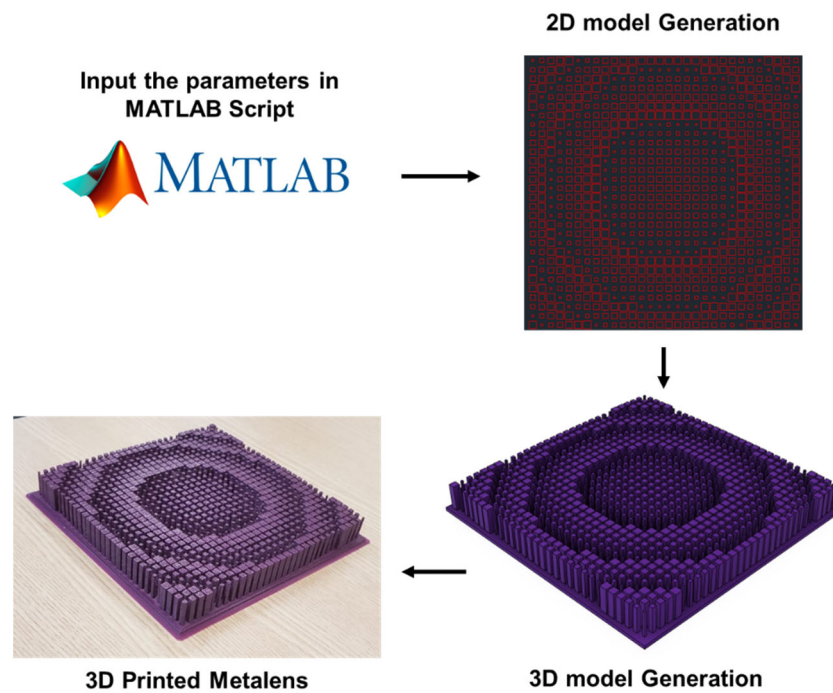 2D model Generation
Input the parameters in
MATLAB Script
MATLAB
3D Printed Metalens
3D model Generation